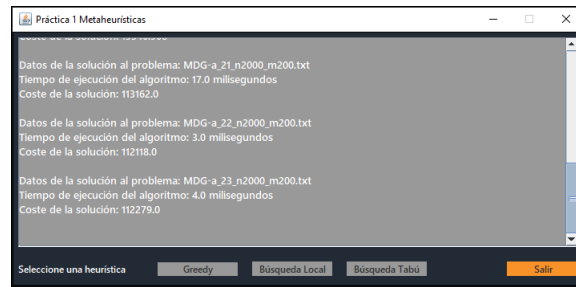 Práctica 1 Metaheurísticas
Datos de la solución al problema: MDG-a_21_n2000_m200.txt
Tiempo de ejecución del algoritmo: 17.0 milisegundos
Coste de la solución: 113162.0
Datos de la solución al problema: MDG-a_22_n2000_m200.txt
Tiempo de ejecución del algoritmo: 3.0 milisegundos
Coste de la solución: 112118.0
Datos de la solución al problema: MDG-a_23_n2000_m200.txt
Tiempo de ejecución del algoritmo: 4.0 milisegundos
Coste de la solución: 112279.0
Seleccione una heurística
Greedy
Búsqueda Local
Búsqueda Tabú
Salir